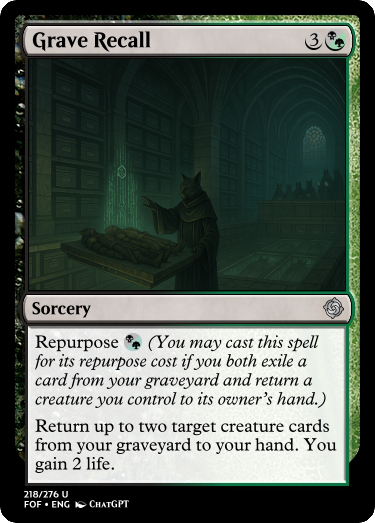 Grave Recall 3
Sorcery
Repurpose (You may cast this spell
for its repurpose cost if you both exile a
card from your graveyard and return a
creature you control to its owner's hand.)
Return up to two target creature cards
from your graveyard to your hand. You
gain 2 life.
218/276 U
FOF • ENG ChatGPT